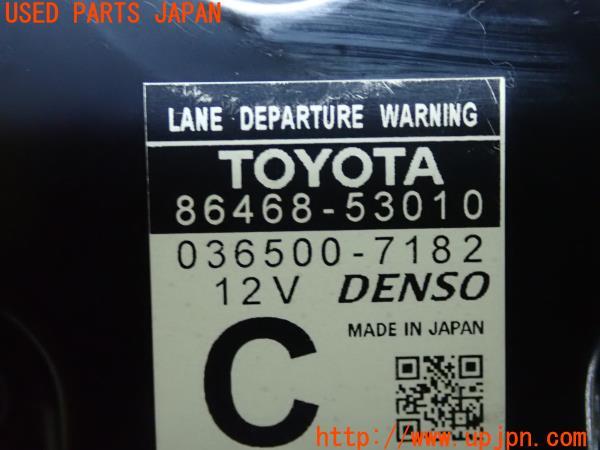 USED PARTS JAPAN
LANE DEPARTURE WARNING
TOYOTA
86468-53010
036500-7182
12V DENSO
MADE IN JAPAN
C
http://www.upjpn.com/